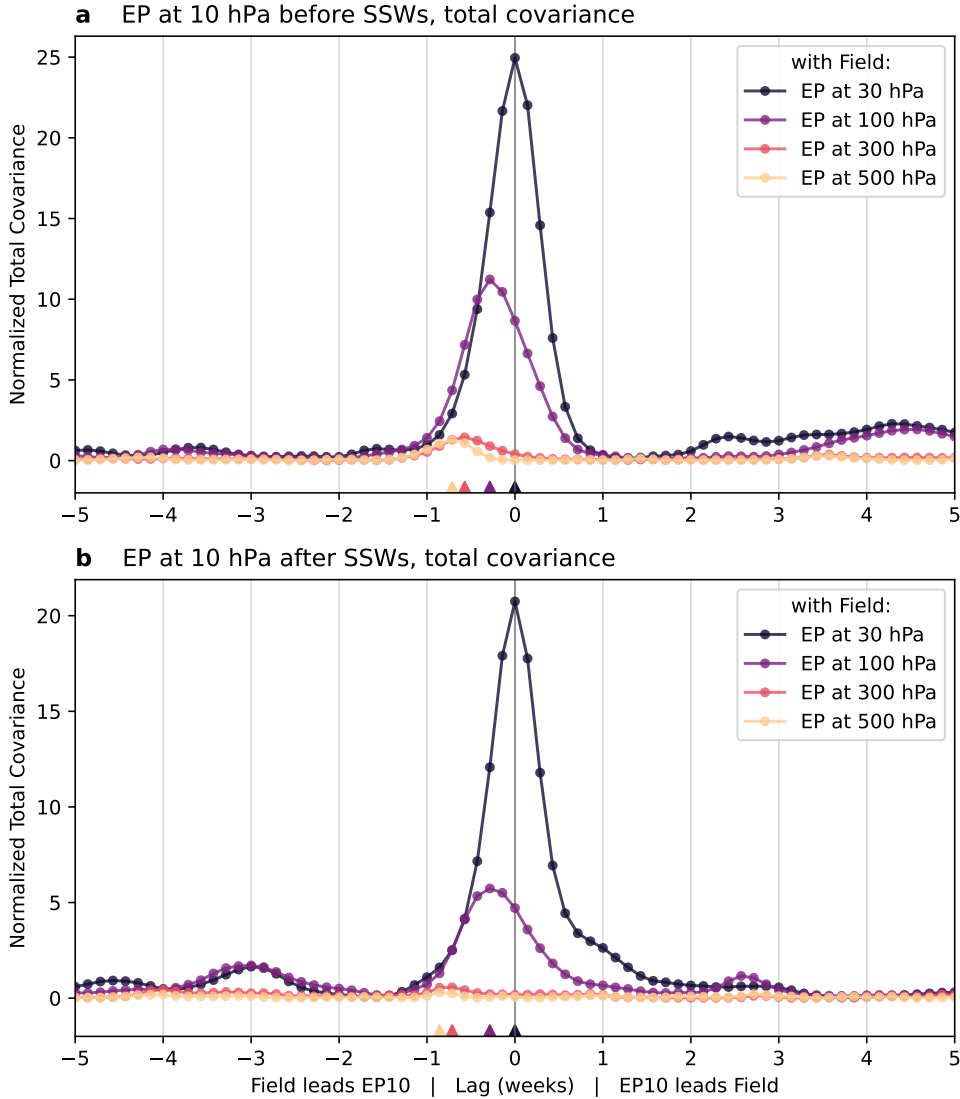 a EP at 10 hPa before SSWs, total covariance
Normalized Total Covariance
25
20
15
10
5
0
with Field:
EP at 30 hPa
EP at 100 hPa
EP at 300 hPa
EP at 500 hPa
−5 −4 −3 −2 −1 0 1 2 3 4 5
b EP at 10 hPa after SSWs, total covariance
Normalized Total Covariance
20
15
10
5
0
with Field:
EP at 30 hPa
EP at 100 hPa
EP at 300 hPa
EP at 500 hPa
−5 −4 −3 −2 −1 0 1 2 3 4 5
Field leads EP10 | Lag (weeks) | EP10 leads Field